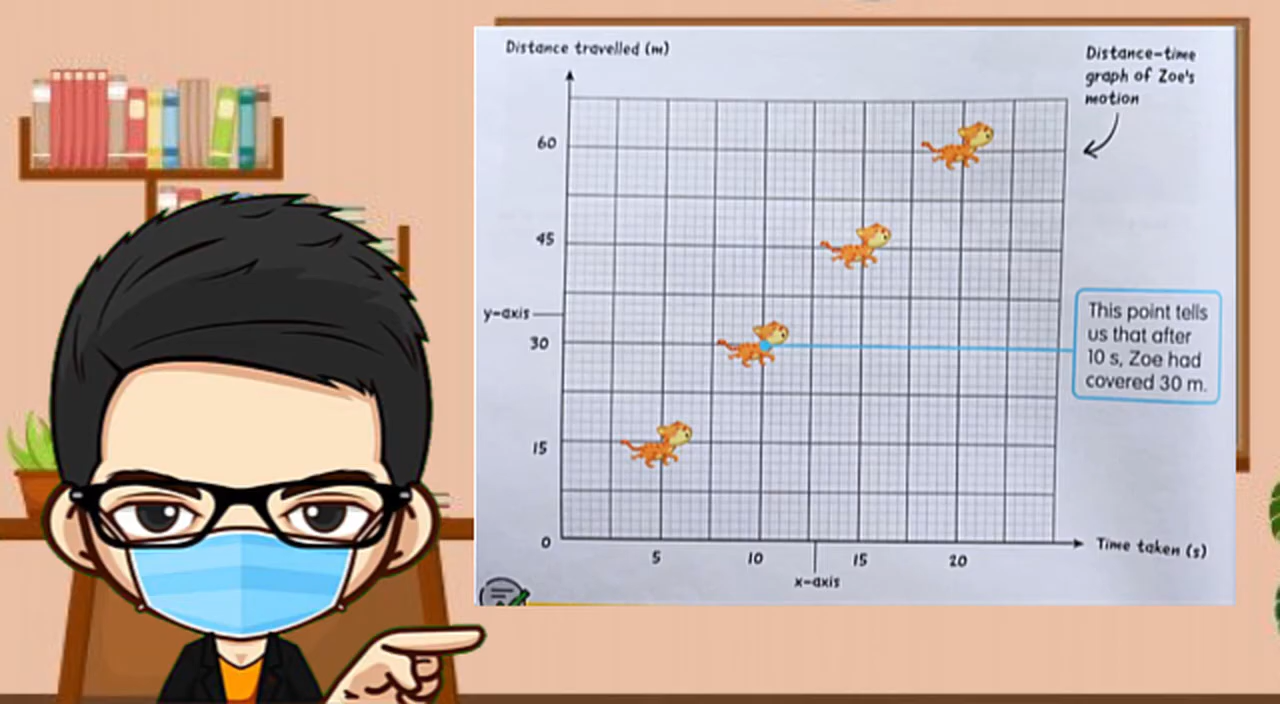 Distance travelled (m)
Distance-time
graph of Zoe's
motion
60
45
y-axis
30
15
0
This point tells
us that after
10 s, Zoe had
covered 30 m.
5
10
15
20
Time taken (s)
x-axis